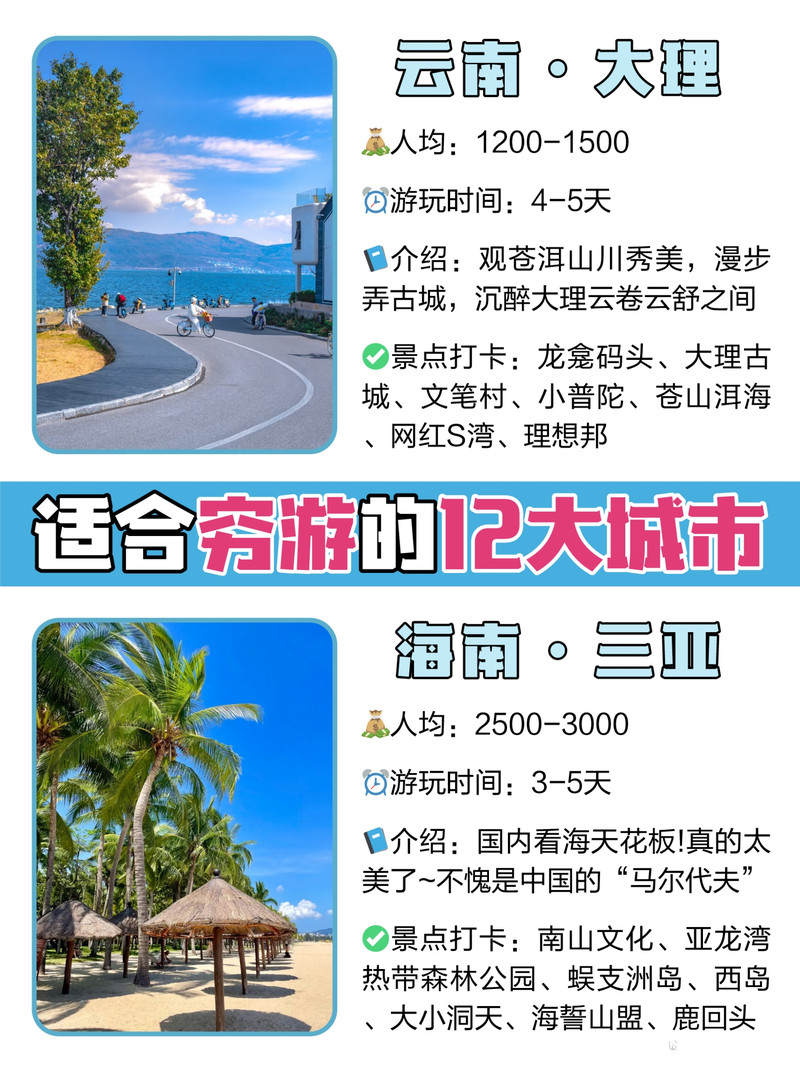 云南·大理
人均：1200-1500
游玩时间：4-5天
介绍：观苍洱山川秀美，漫步
弄古城，沉醉大理云卷云舒之间
景点打卡：龙龛码头、大理古
城、文笔村、小普陀、苍山洱海
、网红S湾、理想邦
适合穷游的12大城市
海南·三亚
人均：2500-3000
游玩时间：3-5天
介绍：国内看海天花板!真的太
美了~不愧是中国的“马尔代夫”
景点打卡：南山文化、亚龙湾
热带森林公园、蜈支洲岛、西岛
、大小洞天、海誓山盟、鹿回头